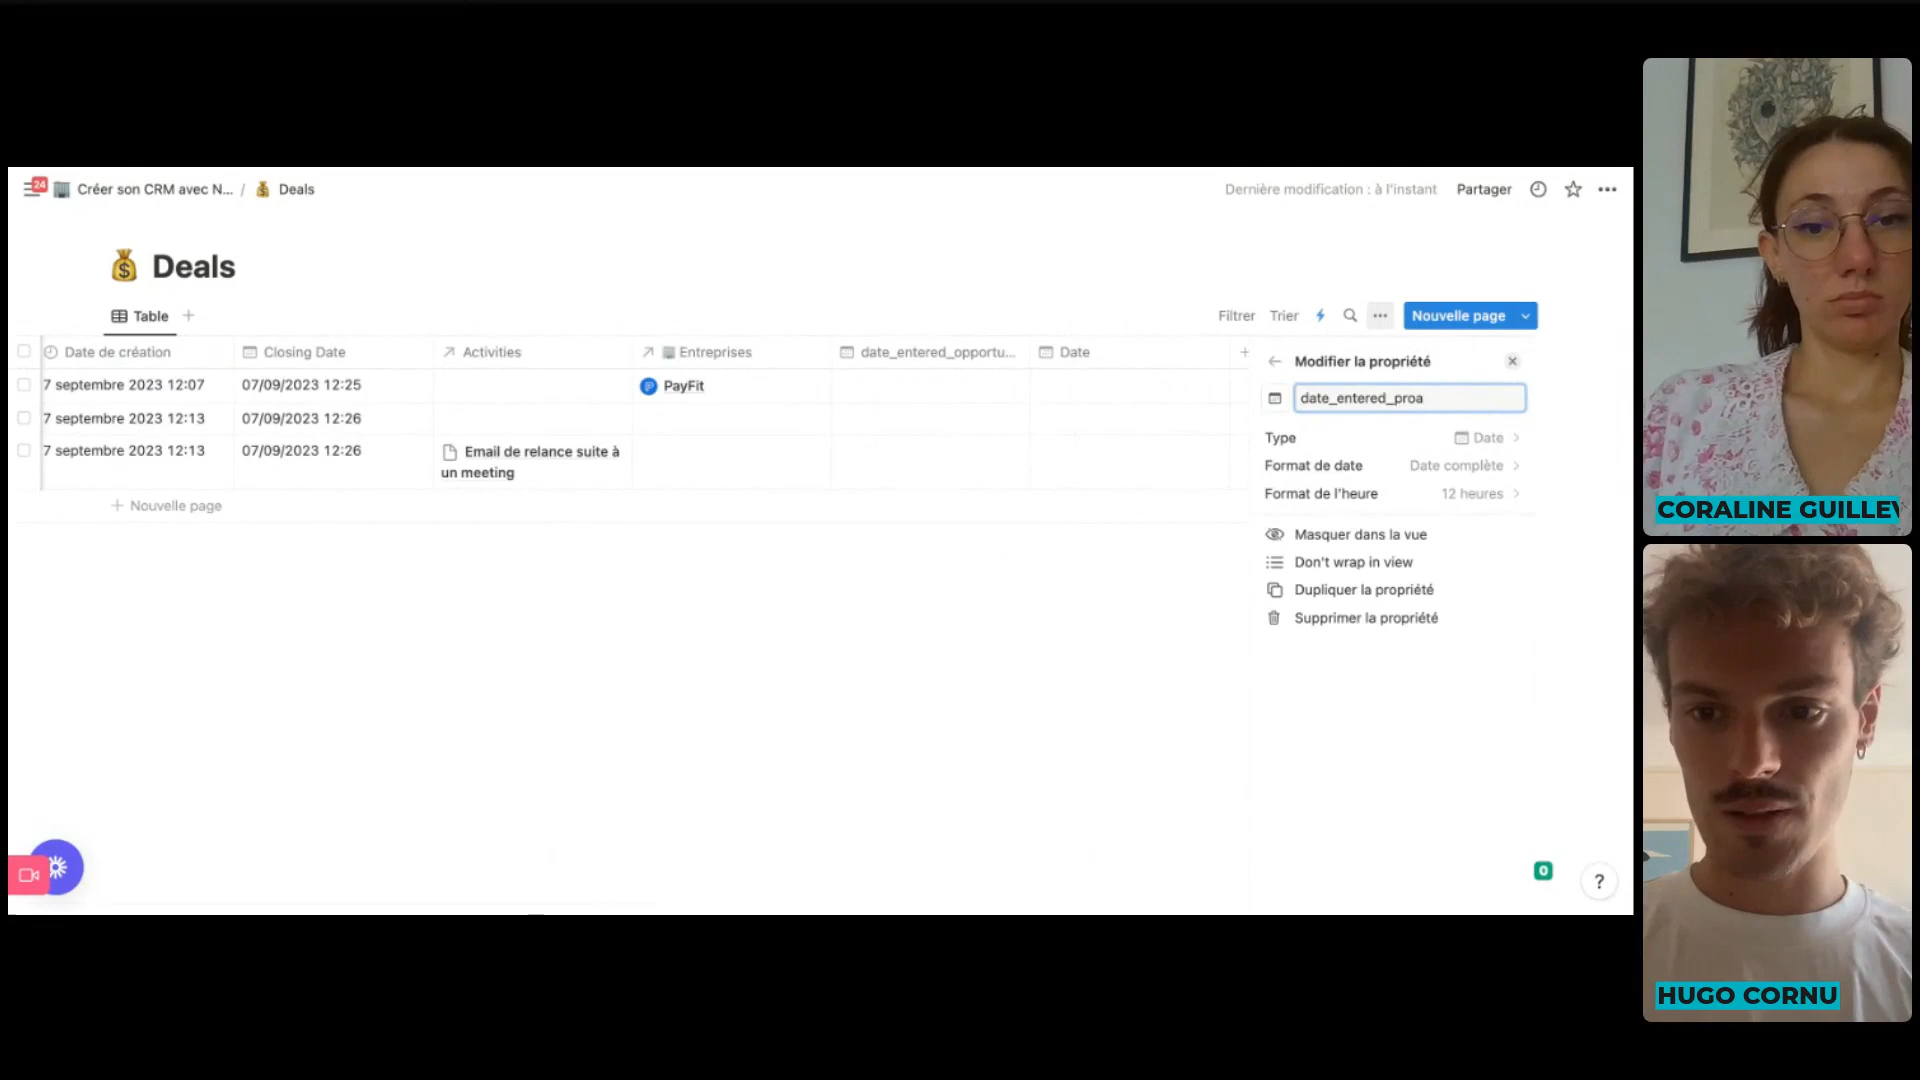 24
Créer son CRM avec N... / Deals
Dernière modification : à l'instant
Partager
Deals
Table
Filtrer
Trier
Nouvelle page
Date de création
Closing Date
Activities
Entreprises
date_entered_opportu...
Date
Modifier la propriété
date_entered_proa
7 septembre 2023 12:07
07/09/2023 12:25
PayFit
7 septembre 2023 12:13
07/09/2023 12:26
7 septembre 2023 12:13
07/09/2023 12:26
Email de relance suite à
un meeting
Nouvelle page
Type
Date
Format de date
Date complète
Format de l'heure
12 heures
Masquer dans la vue
Don't wrap in view
Dupliquer la propriété
Supprimer la propriété
0
?
CORALINE GUILLEV
HUGO CORNU